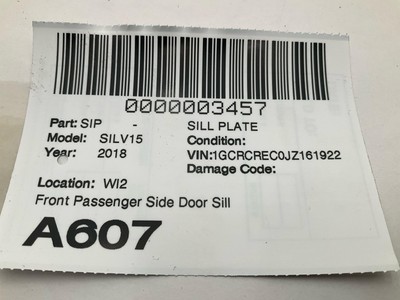 0000003457
Part: SIP - SILL PLATE
Model: SILV15 Condition:
Year: 2018 VIN:1GCRCREC0JZ161922
Damage Code:
Location: WI2
Front Passenger Side Door Sill
A607